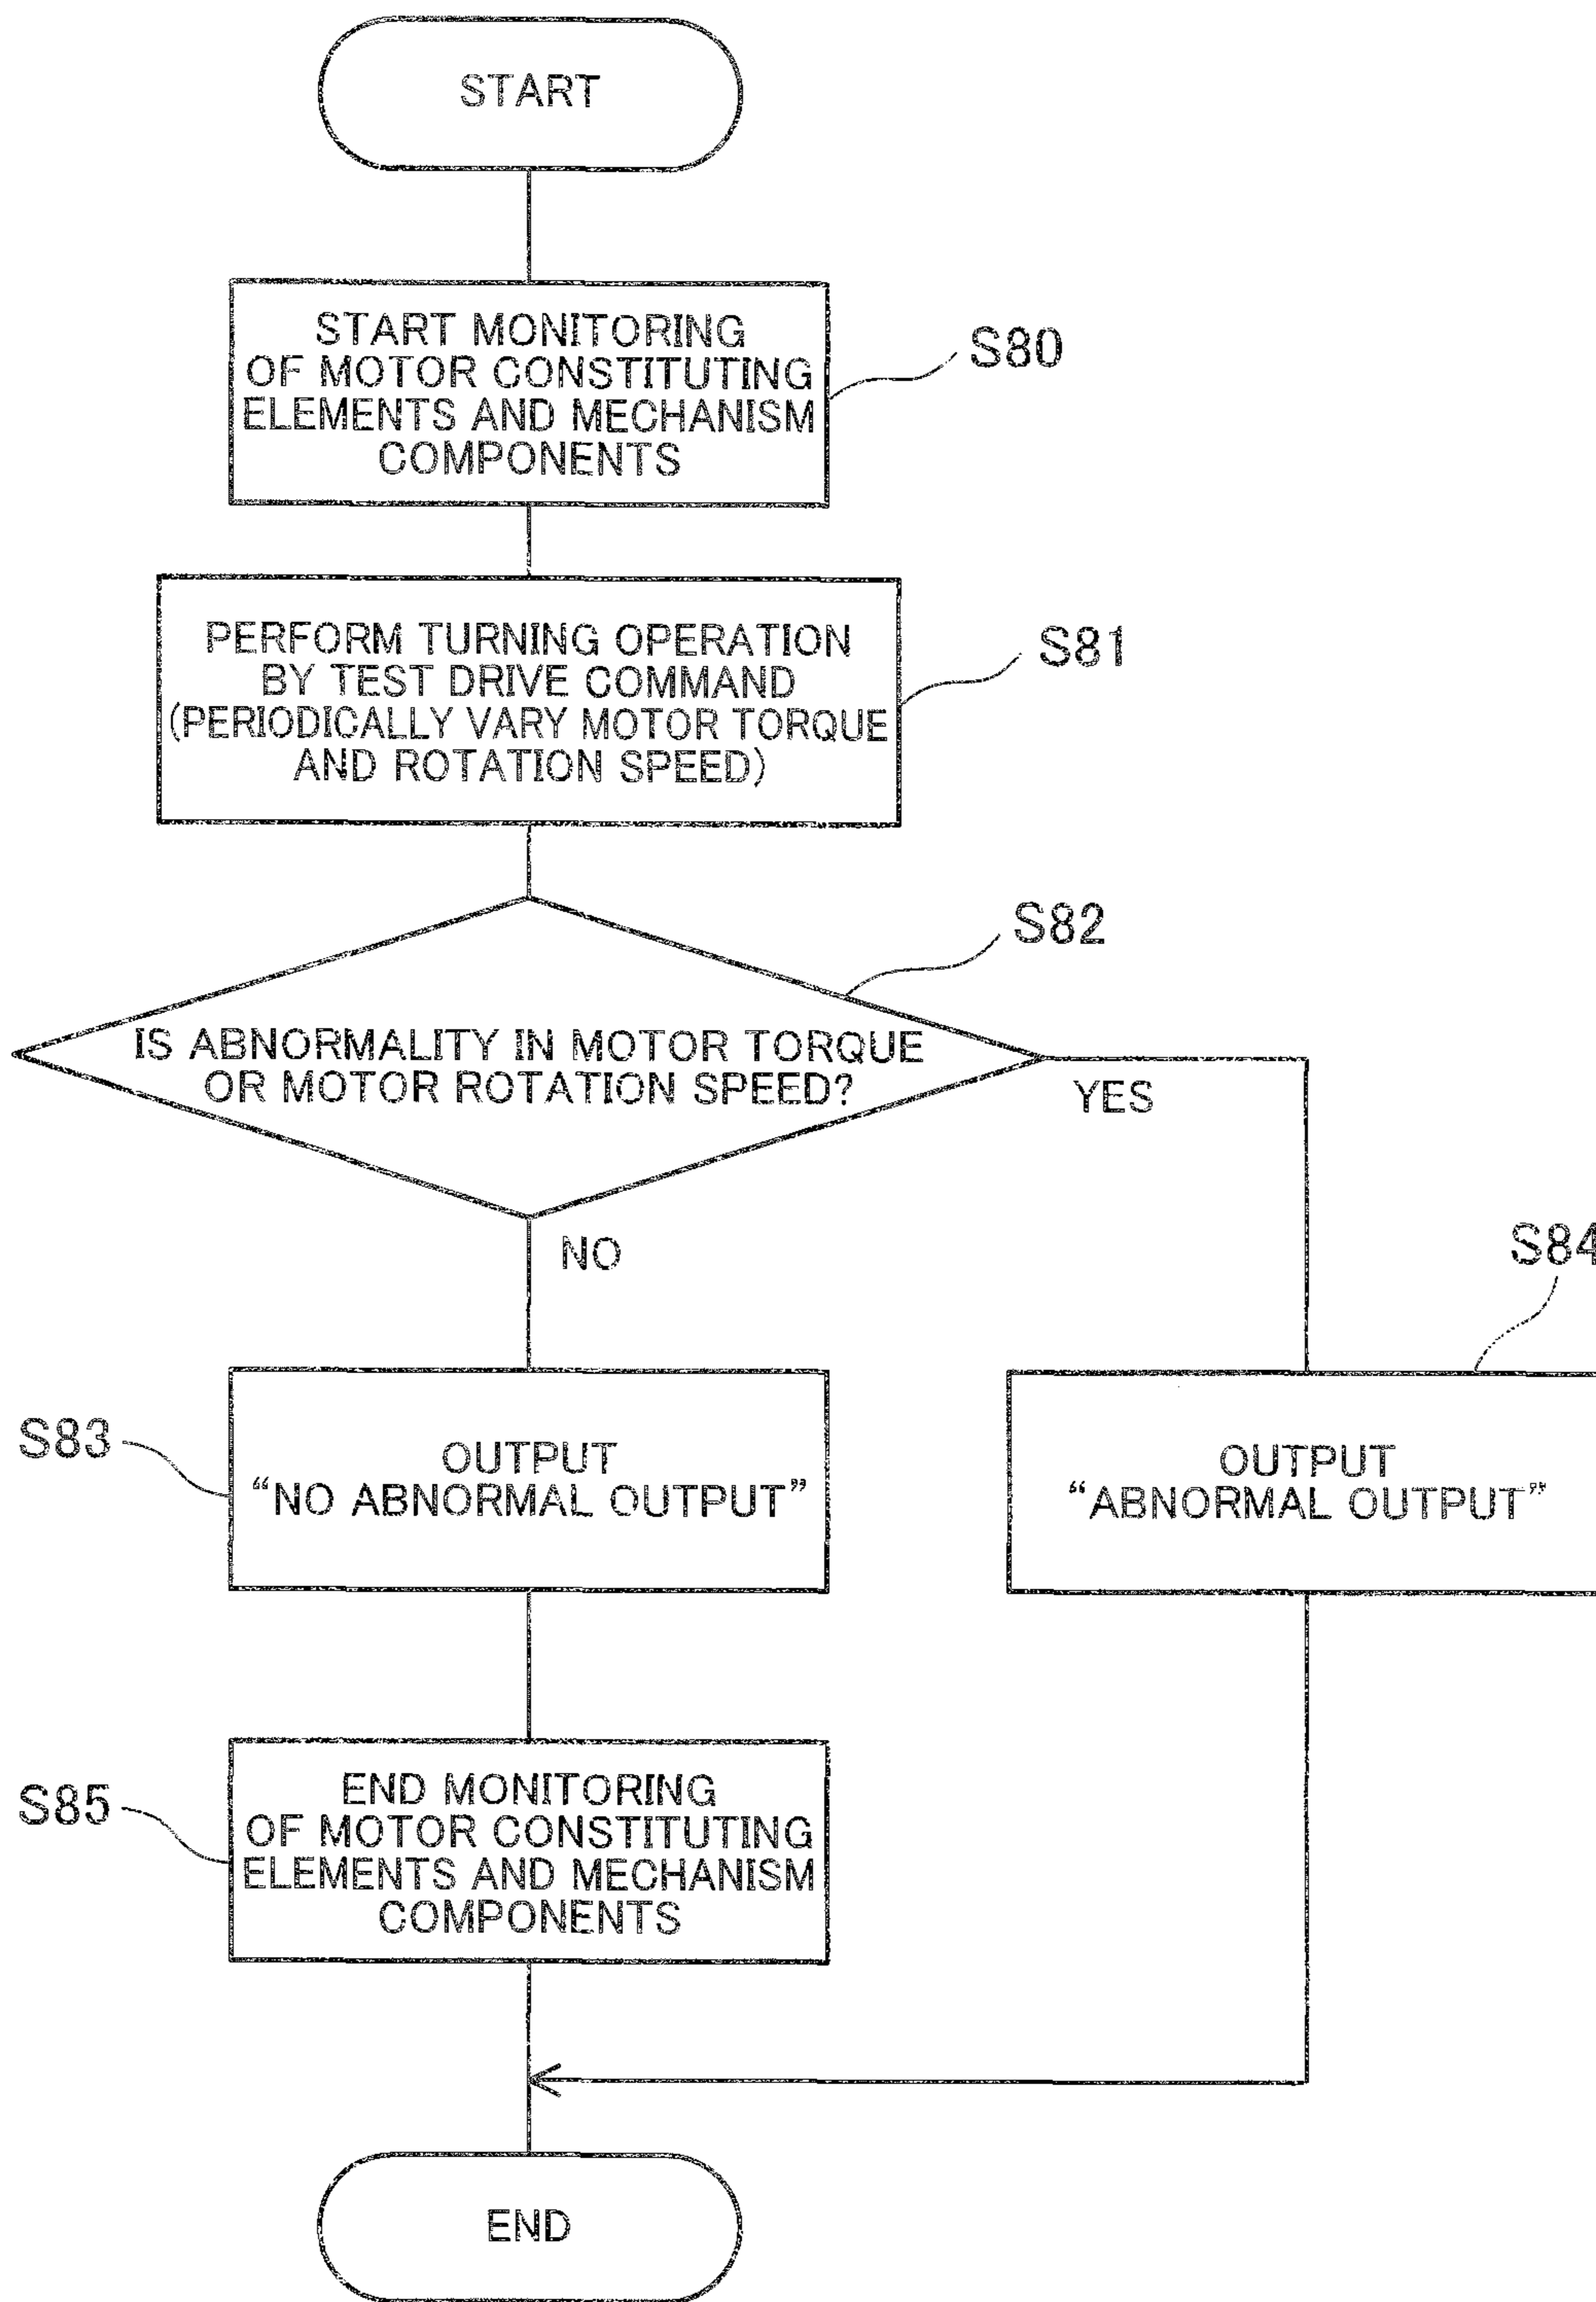 START
START MONITORING
OF MOTOR CONSTITUTING
ELEMENTS AND MECHANISM
COMPONENTS
S80
PERFORM TURNING OPERATION
BY TEST DRIVE COMMAND
(PERIODICALLY VARY MOTOR TORQUE
AND ROTATION SPEED)
S81
S82
IS ABNORMALITY IN MOTOR TORQUE
OR MOTOR ROTATION SPEED?
YES
NO
S83
OUTPUT
“NO ABNORMAL OUTPUT”
S84
OUTPUT
“ABNORMAL OUTPUT”
S85
END MONITORING
OF MOTOR CONSTITUTING
ELEMENTS AND MECHANISM
COMPONENTS
END